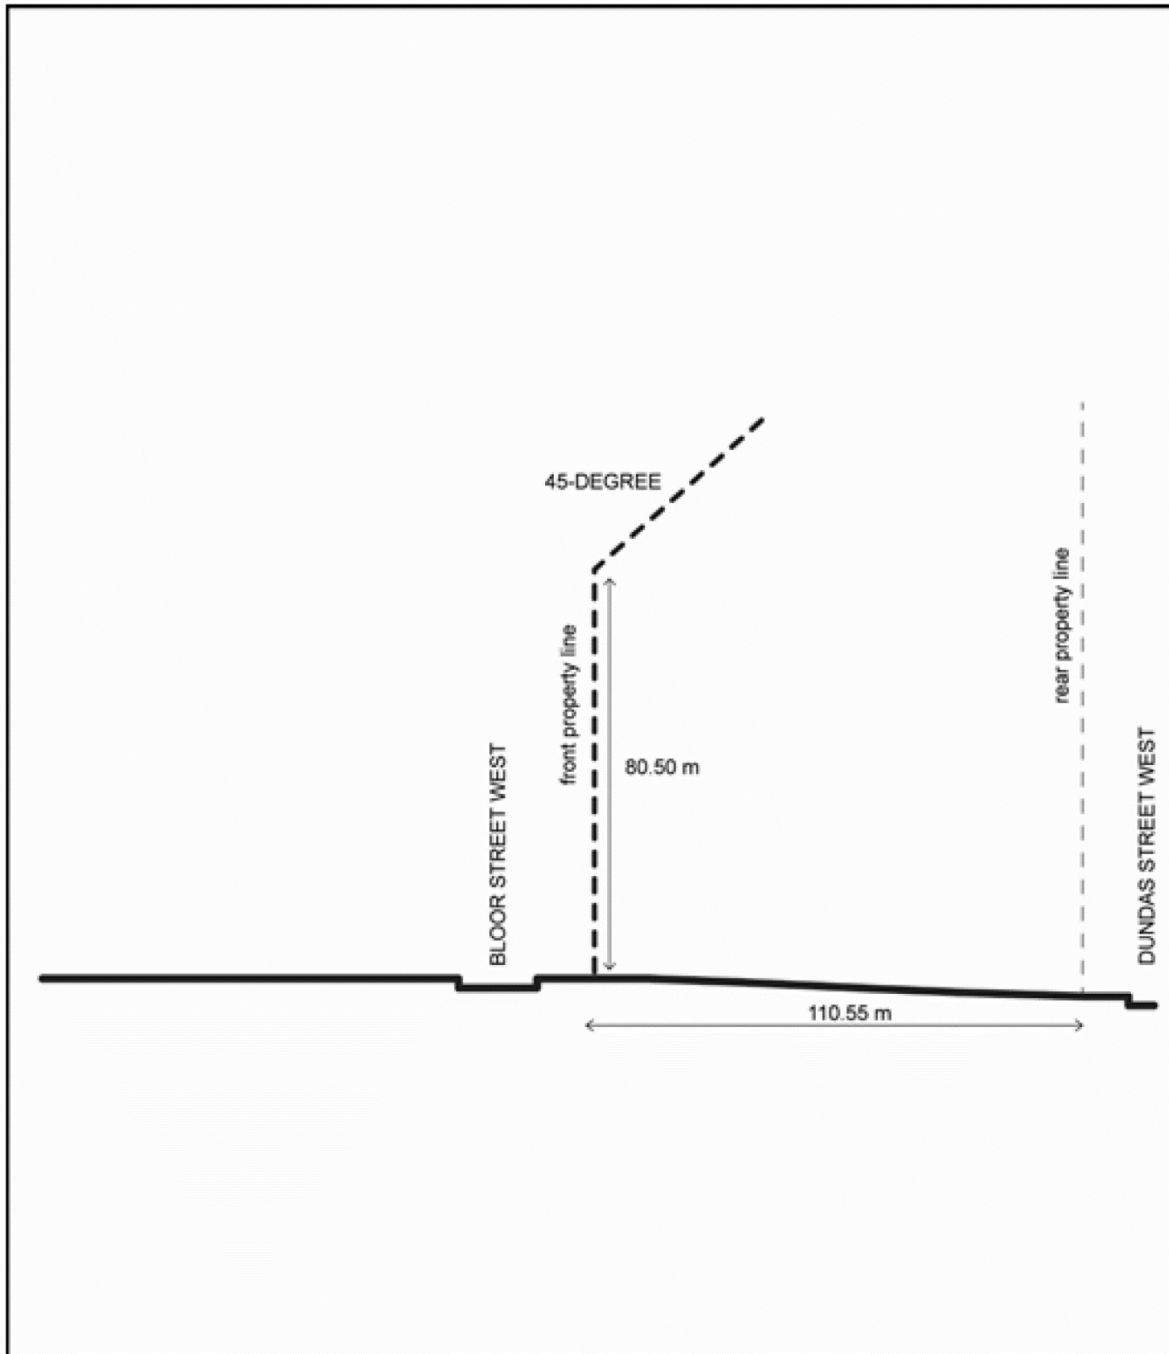 45-DEGREE
front property line
rear property line
80.50 m
BLOOR STREET WEST
DUNDAS STREET WEST
110.55 m